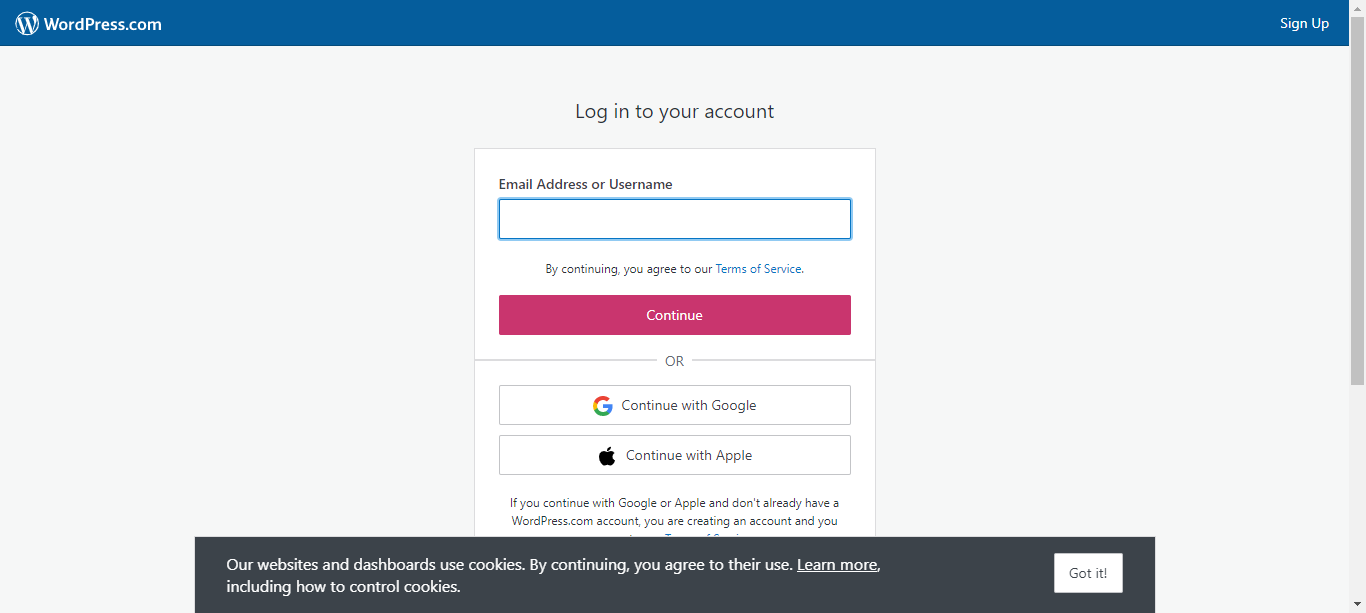 WordPress.com
Sign Up
Log in to your account
Email Address or Username
By continuing, you agree to our Terms of Service.
Continue
OR
Continue with Google
Continue with Apple
If you continue with Google or Apple and don't already have a
WordPress.com account, you are creating an account and you
Our websites and dashboards use cookies. By continuing, you agree to their use. Learn more,
including how to control cookies.
Got it!